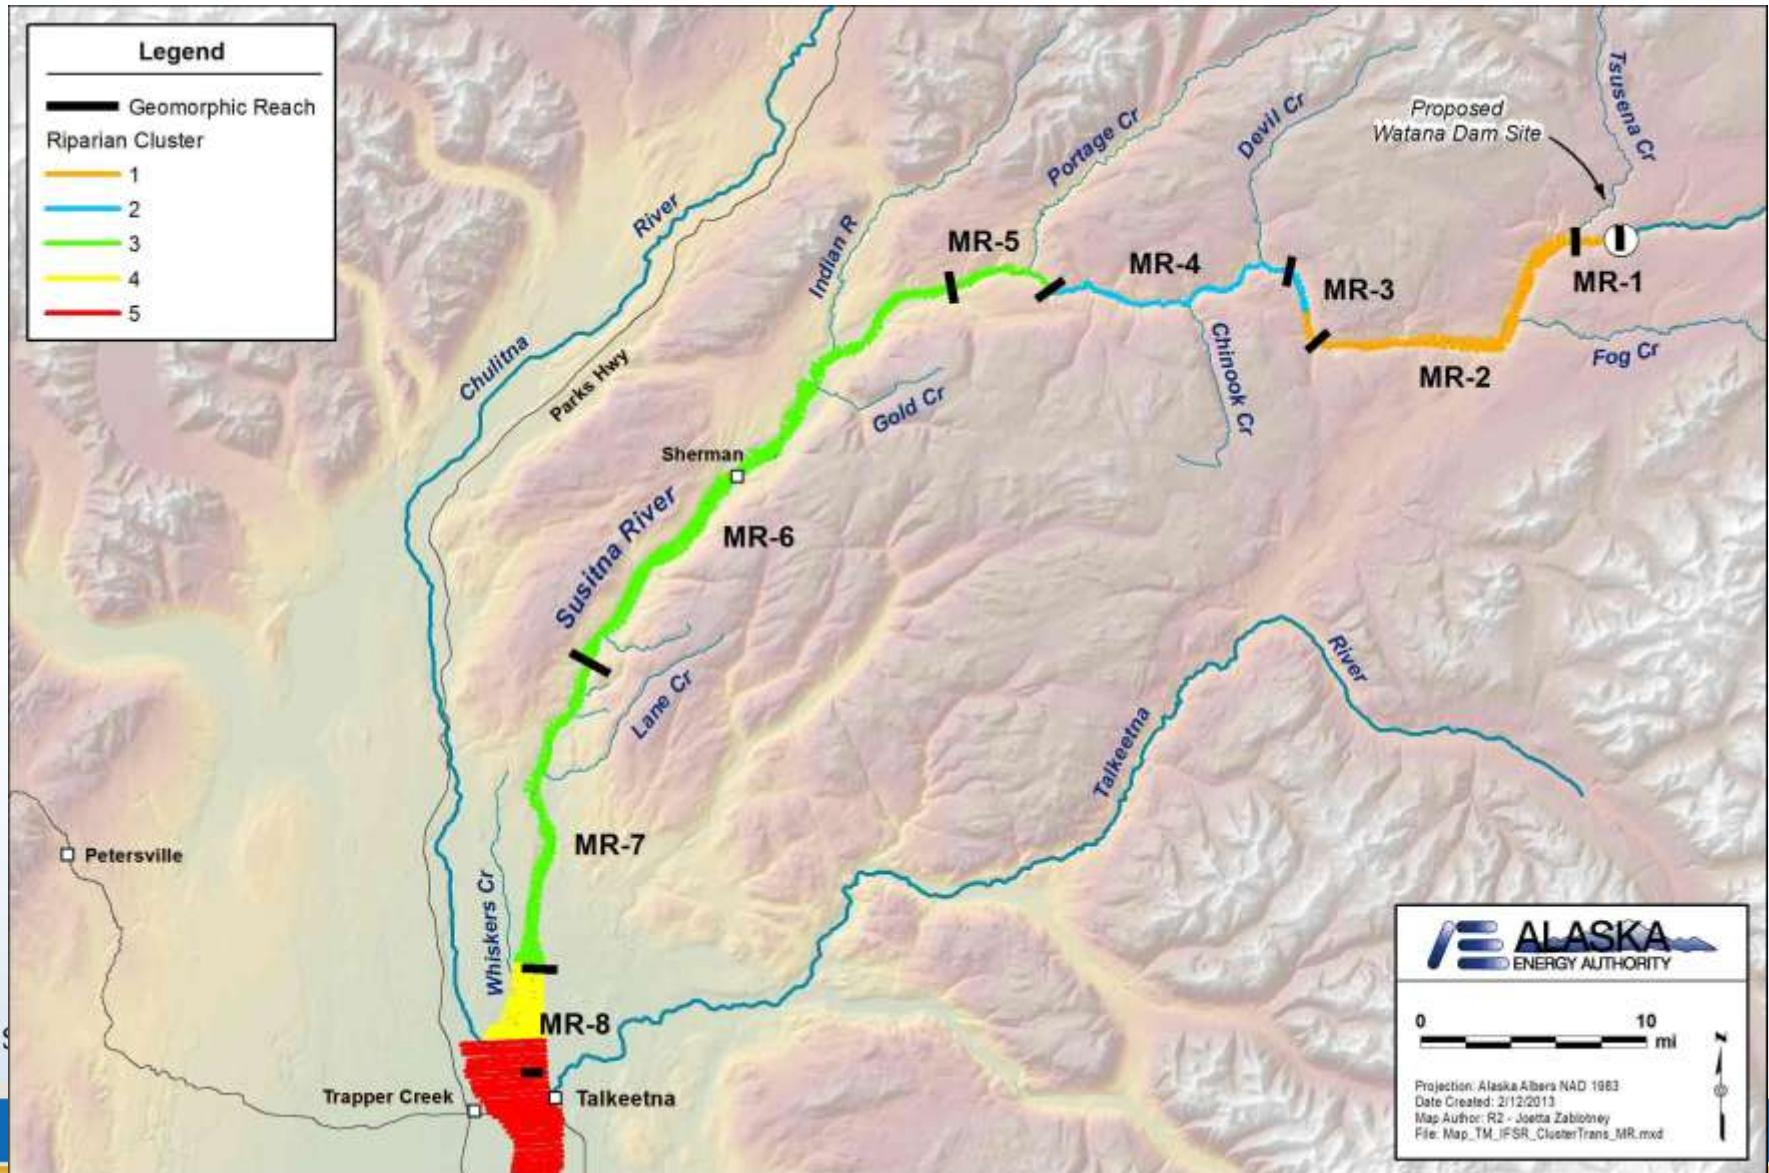 Legend
Geomorphic Reach
Riparian Cluster
1
2
3
4
5
Chulitna
River
Parks Hwy
Indian R
Portage Cr
Devil Cr
Tsusena Cr
Proposed
Watana Dam Site
MR-5
MR-4
MR-3
MR-1
MR-2
Fog Cr
Chinook Cr
Gold Cr
Sherman
Susitna River
MR-6
Lane Cr
Talkeetna
River
MR-7
Whiskers Cr
Petersville
MR-8
Trapper Creek
Talkeetna
ALASKA
ENERGY AUTHORITY
0 10
mi
N
Projection: Alaska Albers NAD 1983
Date Created: 2/12/2013
Map Author: R2 - Joetta Zablotney
File: Map_TM_IFSR_ClusterTrans_MR.mxd